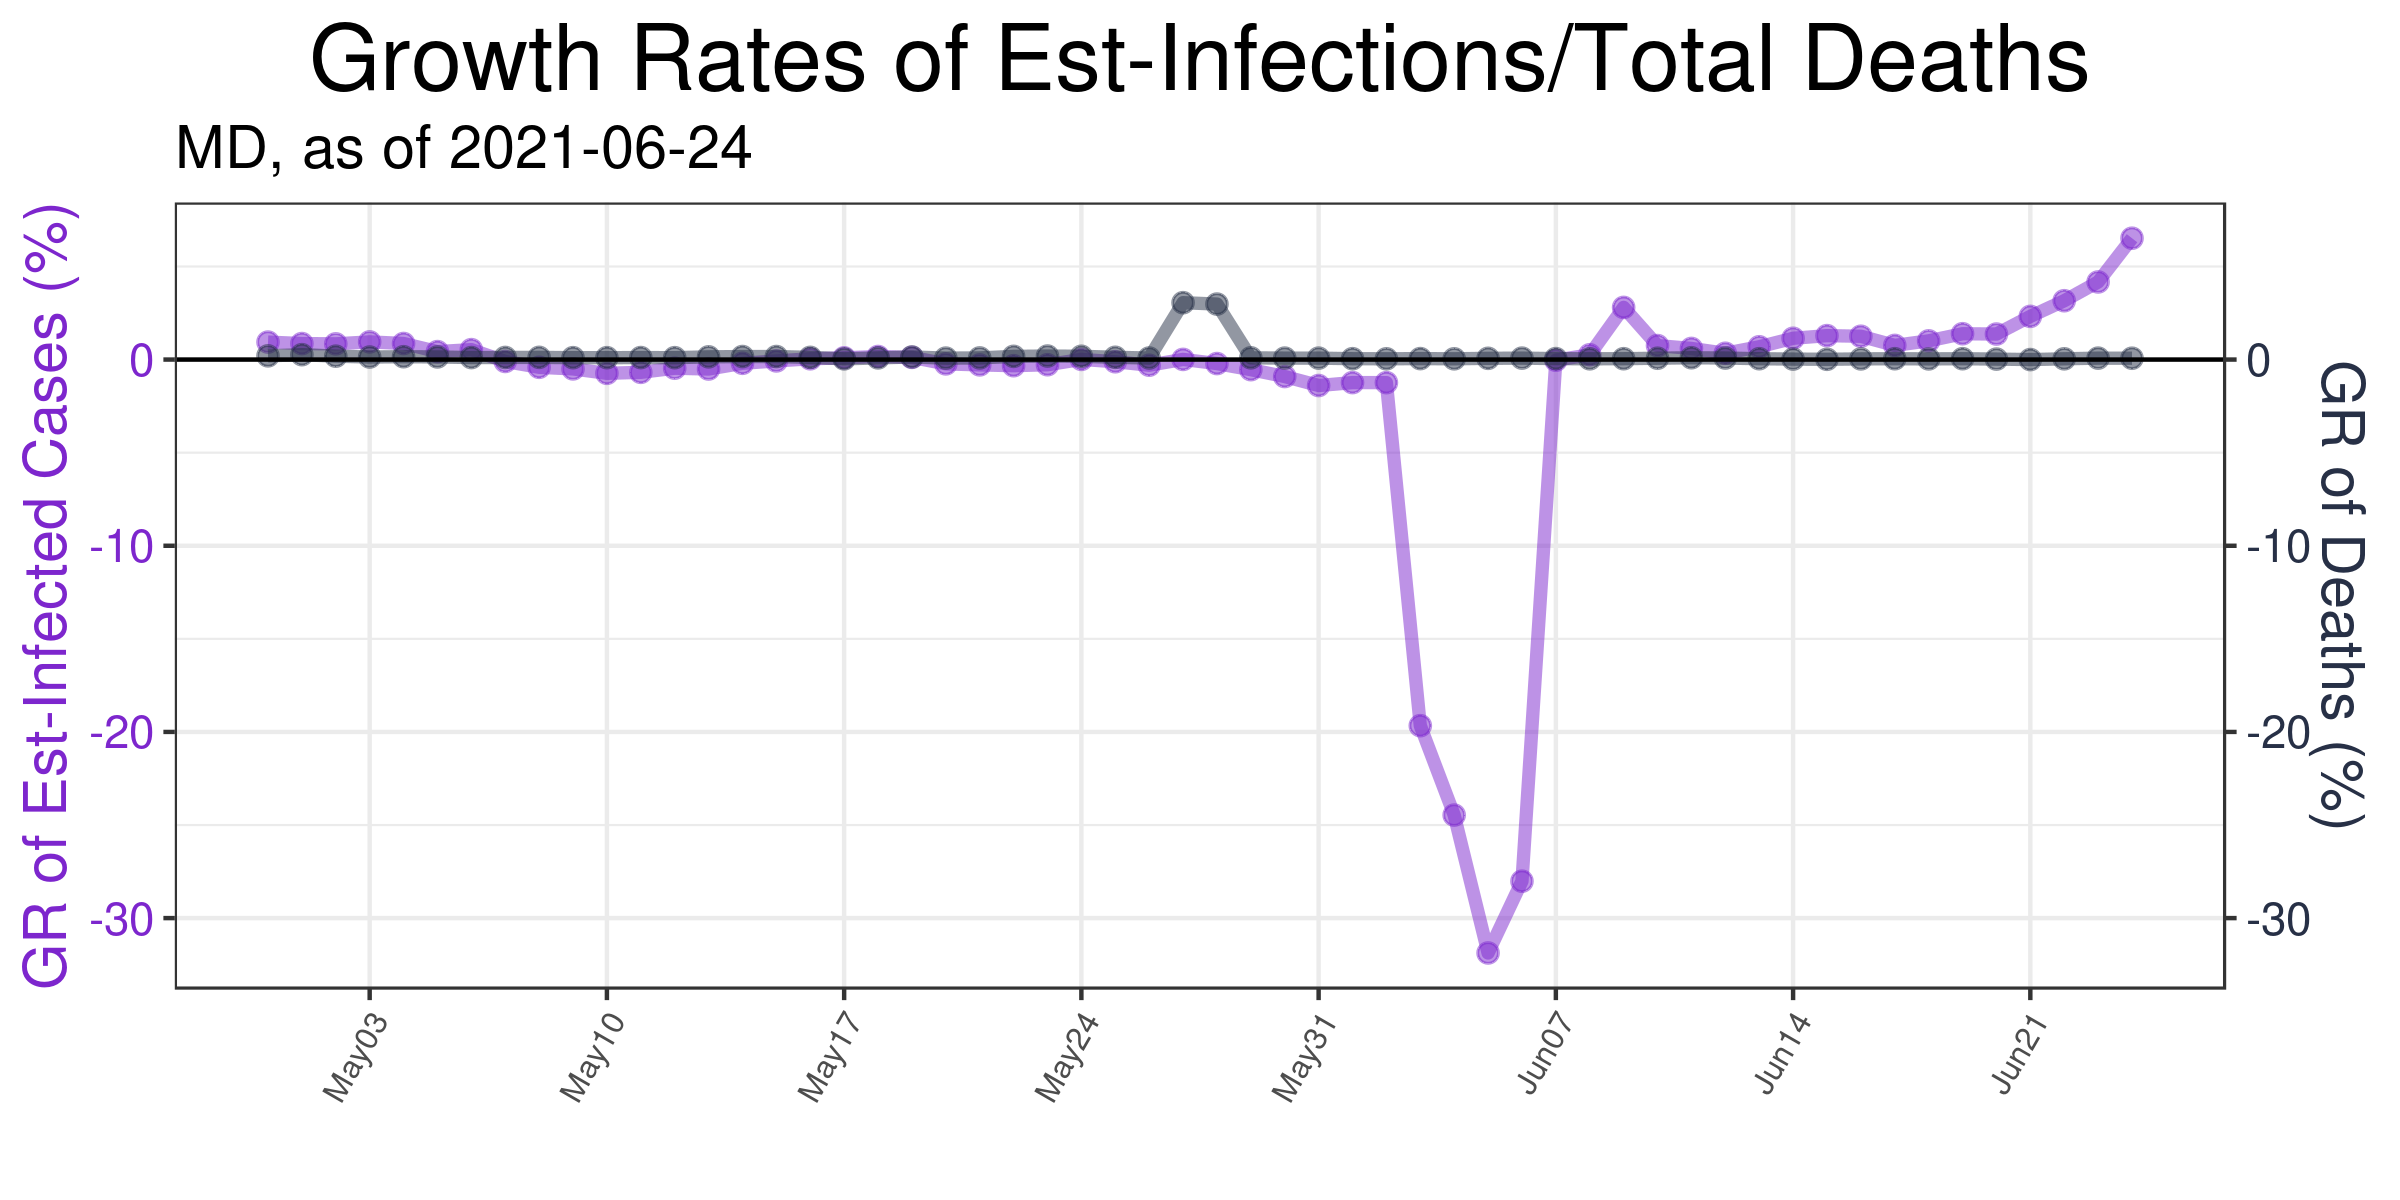 Growth Rates of Est-Infections/Total Deaths
MD, as of 2021-06-24
GR of Est-Infected Cases (%)
0
-10
-20
-30
0
-10
-20
-30
GR of Deaths (%)
May03
May10
May17
May24
May31
Jun07
Jun14
Jun21